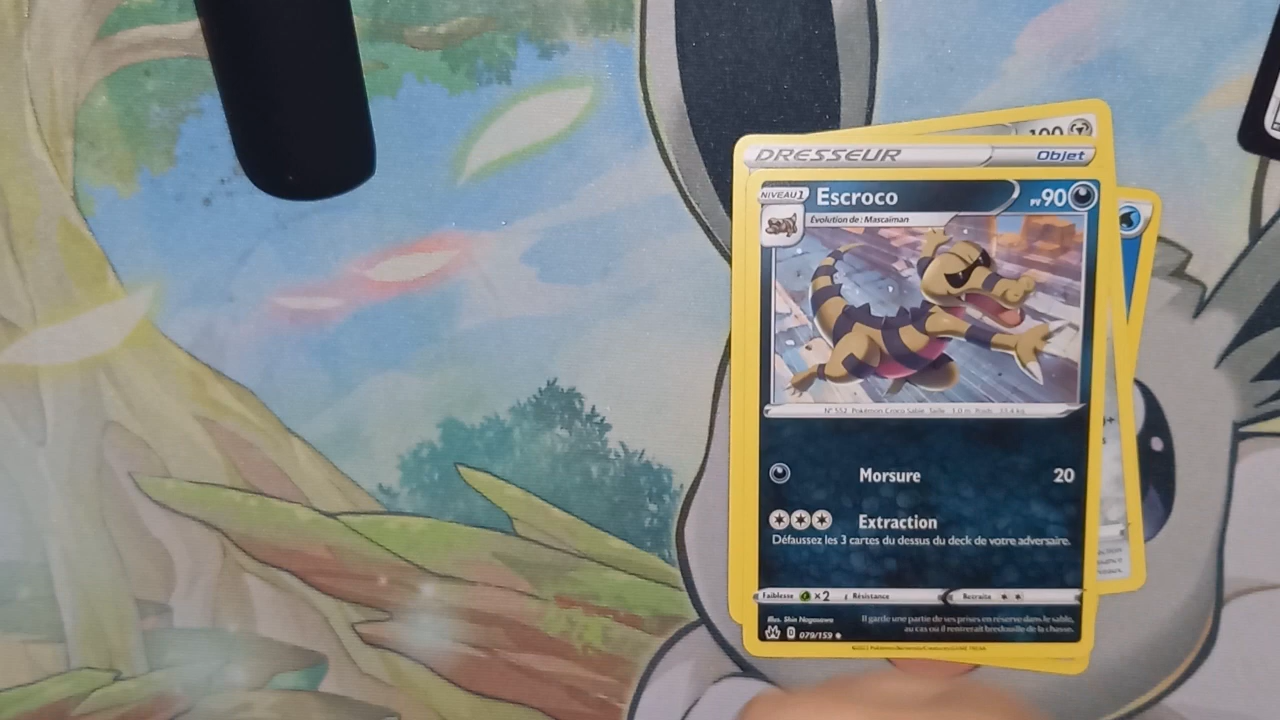 100
DRESSEUR Objet
NIVEAU 1 Escroco PV 90
Évolution de : Mascaïman
N° 552 Pokémon Croco Sable Taille : 1,0 m Poids : 33,4 kg
Morsure 20
Extraction
Défaussez les 3 cartes du dessus du deck de votre adversaire.
Faiblesse ×2 Résistance Retraite
Illus. Shin Nagasawa
Il garde une partie de ses prises en réserve dans le sable,
au cas où il rentrerait bredouille de la chasse.
D 079/159